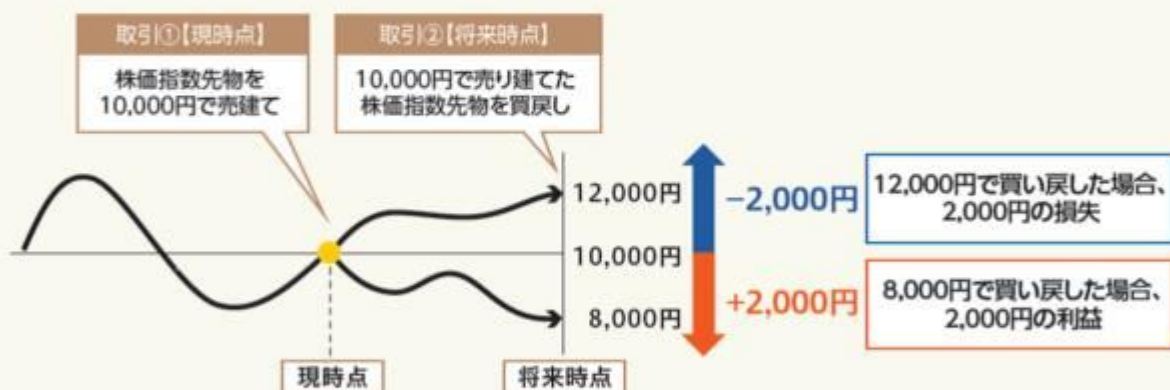 取引①【現時点】
株価指数先物を
10,000円で売建て
取引②【将来時点】
10,000円で売り建てた
株価指数先物を買戻し
12,000円
10,000円
8,000円
−2,000円
+2,000円
12,000円で買い戻した場合、
2,000円の損失
8,000円で買い戻した場合、
2,000円の利益
現時点
将来時点